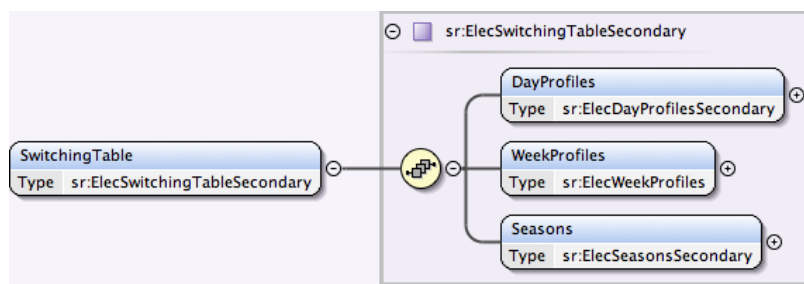 sr:ElecSwitchingTableSecondary
DayProfiles
Type sr:ElecDayProfilesSecondary
SwitchingTable
Type sr:ElecSwitchingTableSecondary
WeekProfiles
Type sr:ElecWeekProfiles
Seasons
Type sr:ElecSeasonsSecondary